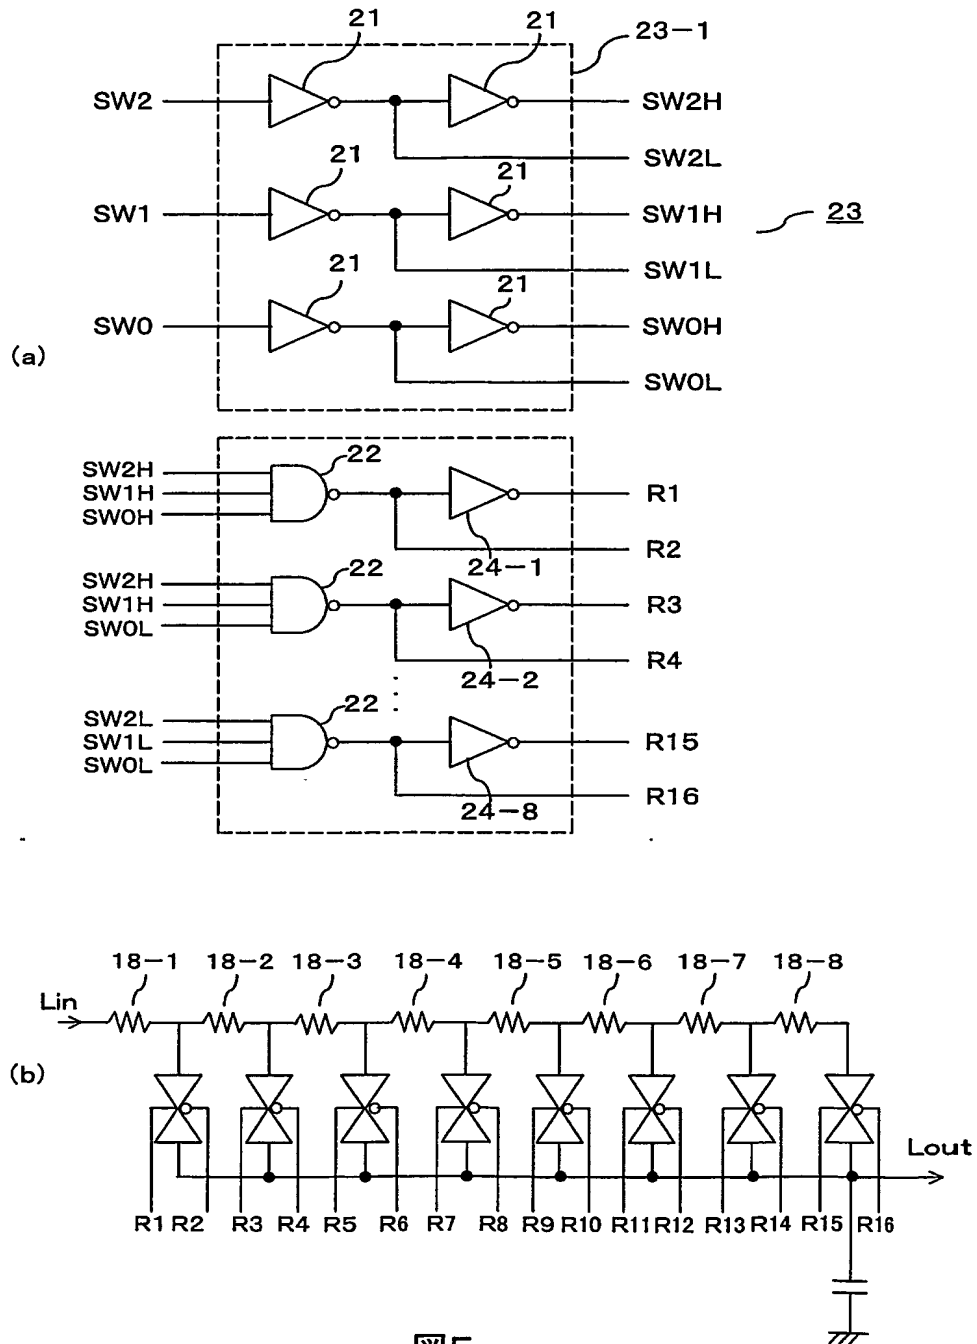 21 21 23-1
SW2 SW2H
SW2L
21 21
SW1 SW1H
23
SW1L
21 21
SW0 SW0H
(a)
SW0L
SW2H 22
SW1H R1
SW0H
24-1 R2
SW2H 22
SW1H R3
SW0L
24-2 R4
SW2L 22
SW1L R15
SW0L
24-8 R16
18-1 18-2 18-3 18-4 18-5 18-6 18-7 18-8
Lin
(b)
Lout
R1 R2 R3 R4 R5 R6 R7 R8 R9 R10 R11 R12 R13 R14 R15 R16